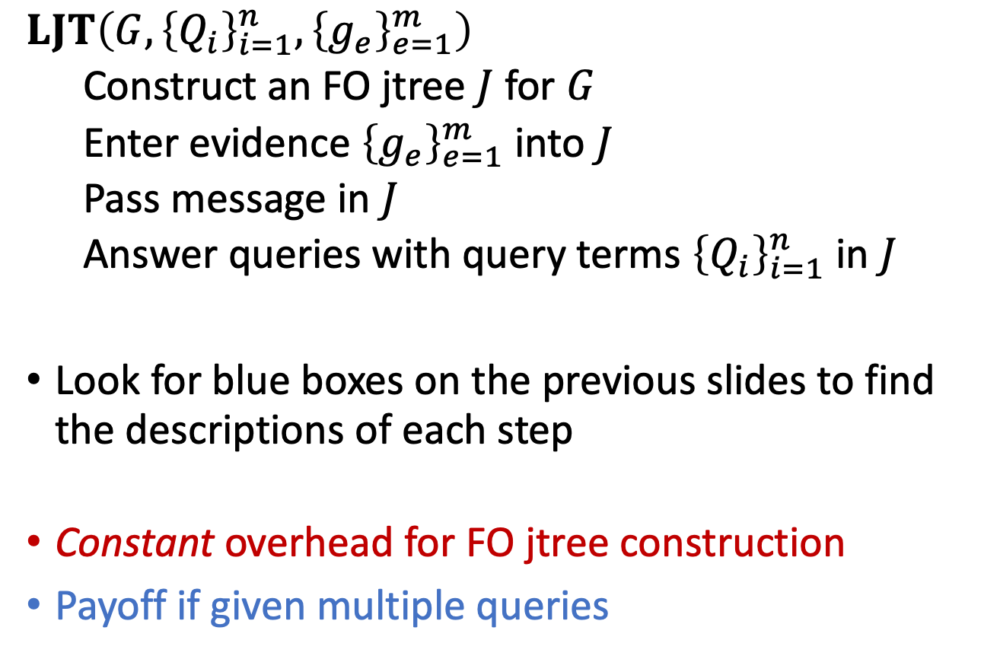 LJT(G, {Q_i}_{i=1}^n, {g_e}_{e=1}^m)
Construct an FO jtree J for G
Enter evidence {g_e}_{e=1}^m into J
Pass message in J
Answer queries with query terms {Q_i}_{i=1}^n in J
• Look for blue boxes on the previous slides to find
the descriptions of each step
• Constant overhead for FO jtree construction
• Payoff if given multiple queries